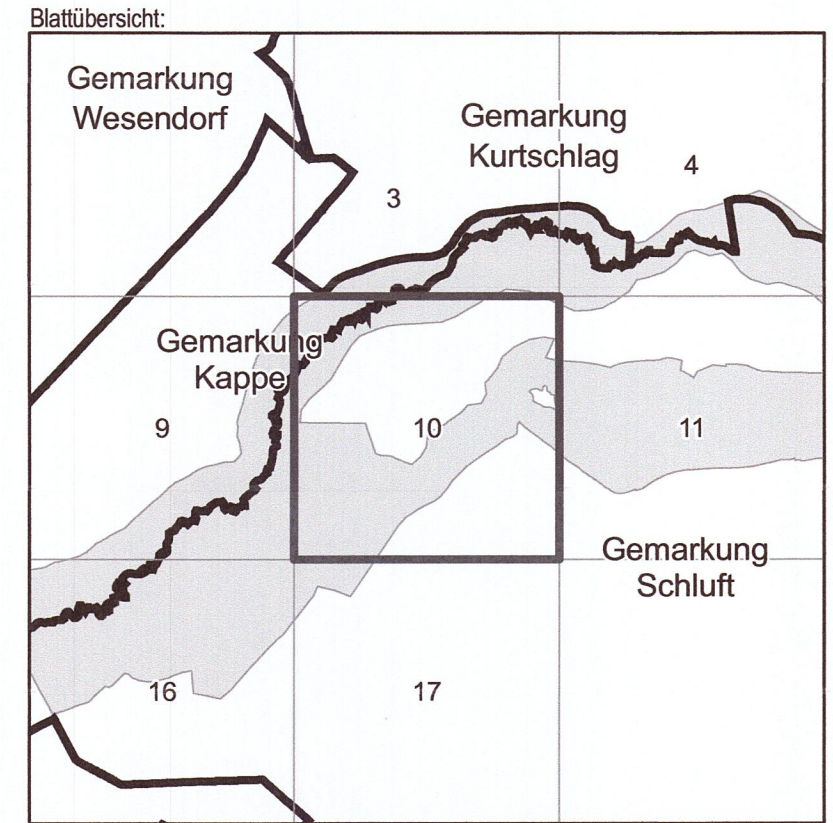 Blattübersicht:
Gemarkung
Wesendorf
Gemarkung
Kurtschlag
4
3
Gemarkung
Kappe
9
10
11
Gemarkung
Schluft
16
17